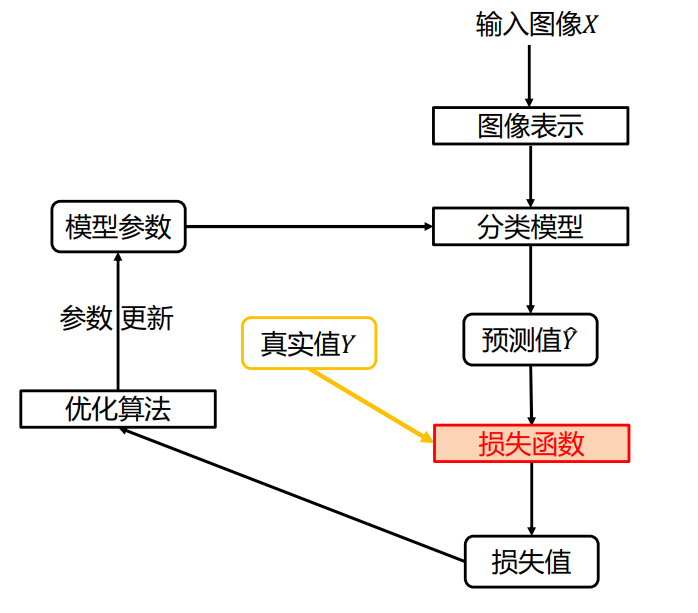 输入图像X
图像表示
模型参数
分类模型
参数 更新
真实值Y
预测值Ŷ
优化算法
损失函数
损失值